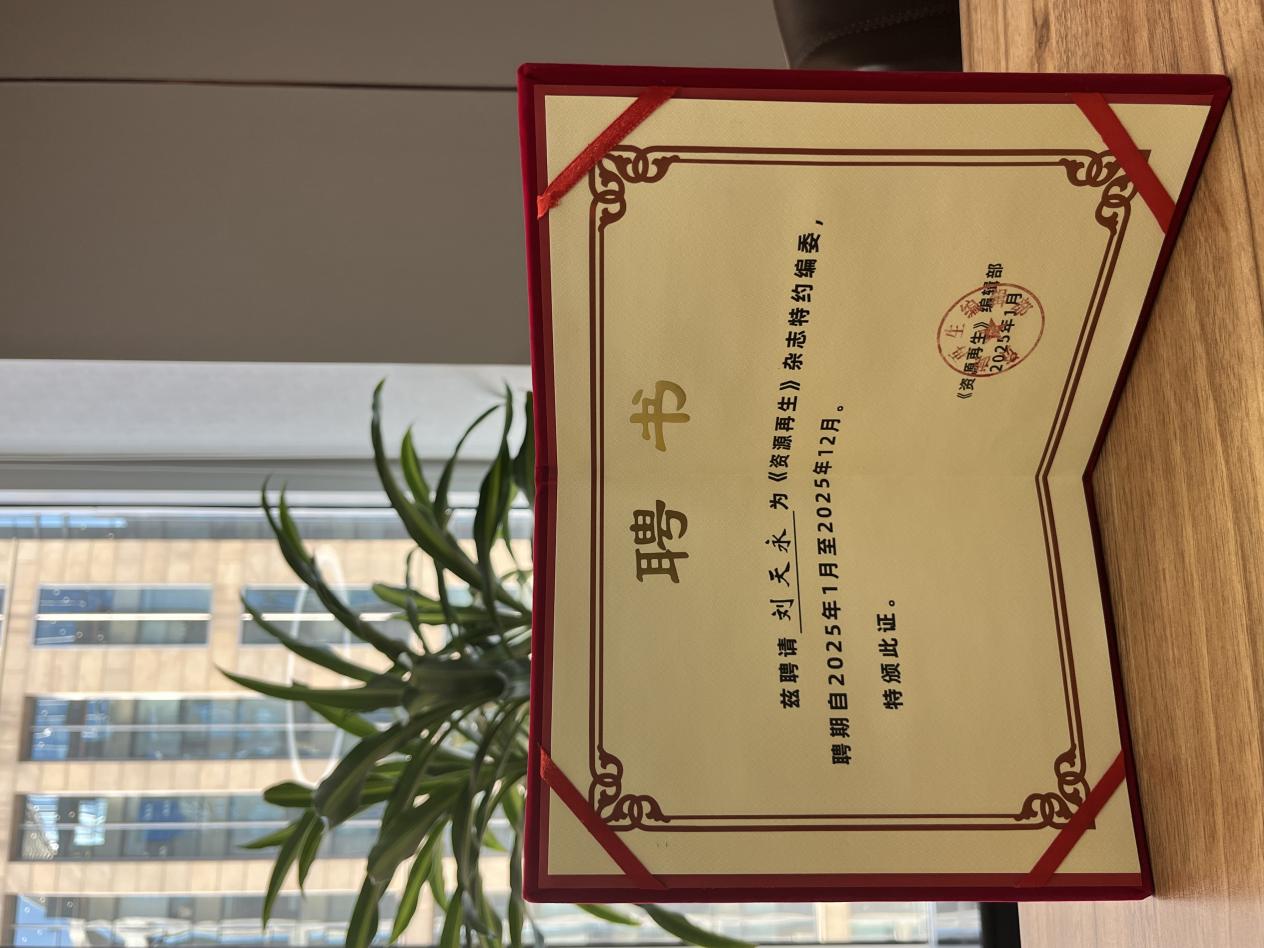 聘 书
兹聘请 刘天永 为《资源再生》杂志特约编委，
聘期自2025年1月至2025年12月。
特颁此证。
《资源再生》编辑部
2025年1月